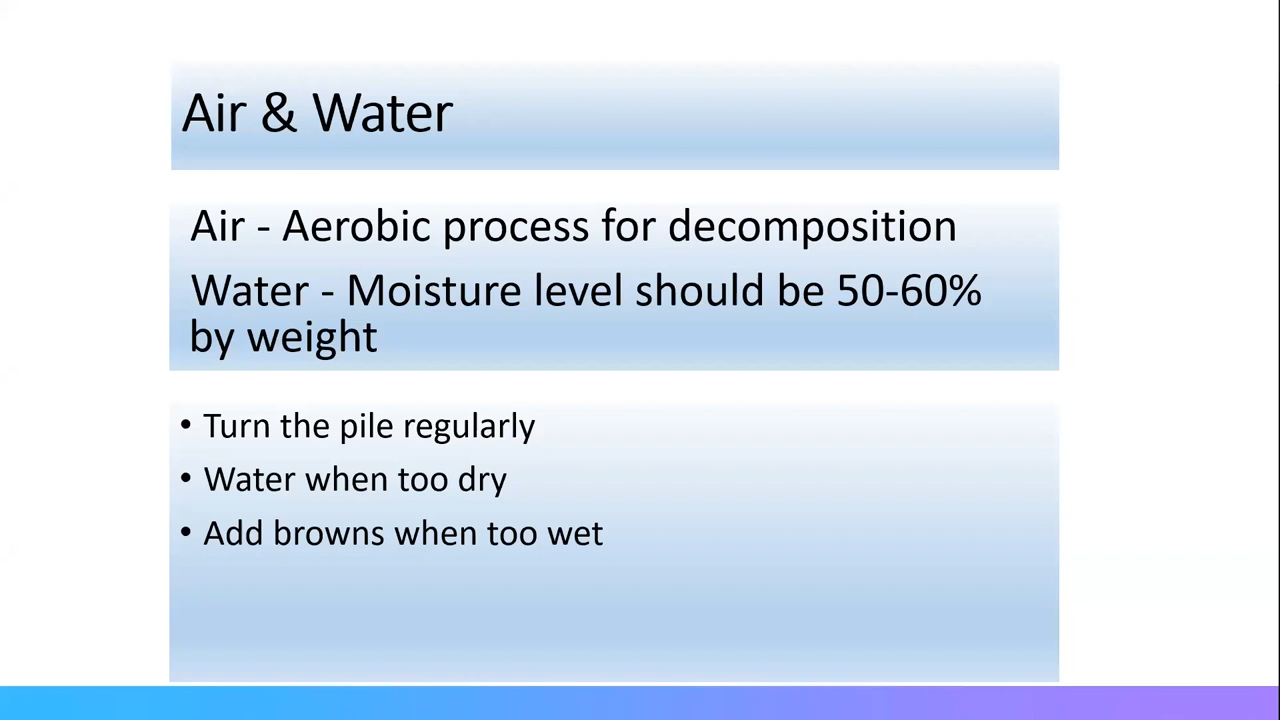 Air & Water
Air - Aerobic process for decomposition
Water - Moisture level should be 50-60%
by weight
• Turn the pile regularly
• Water when too dry
• Add browns when too wet